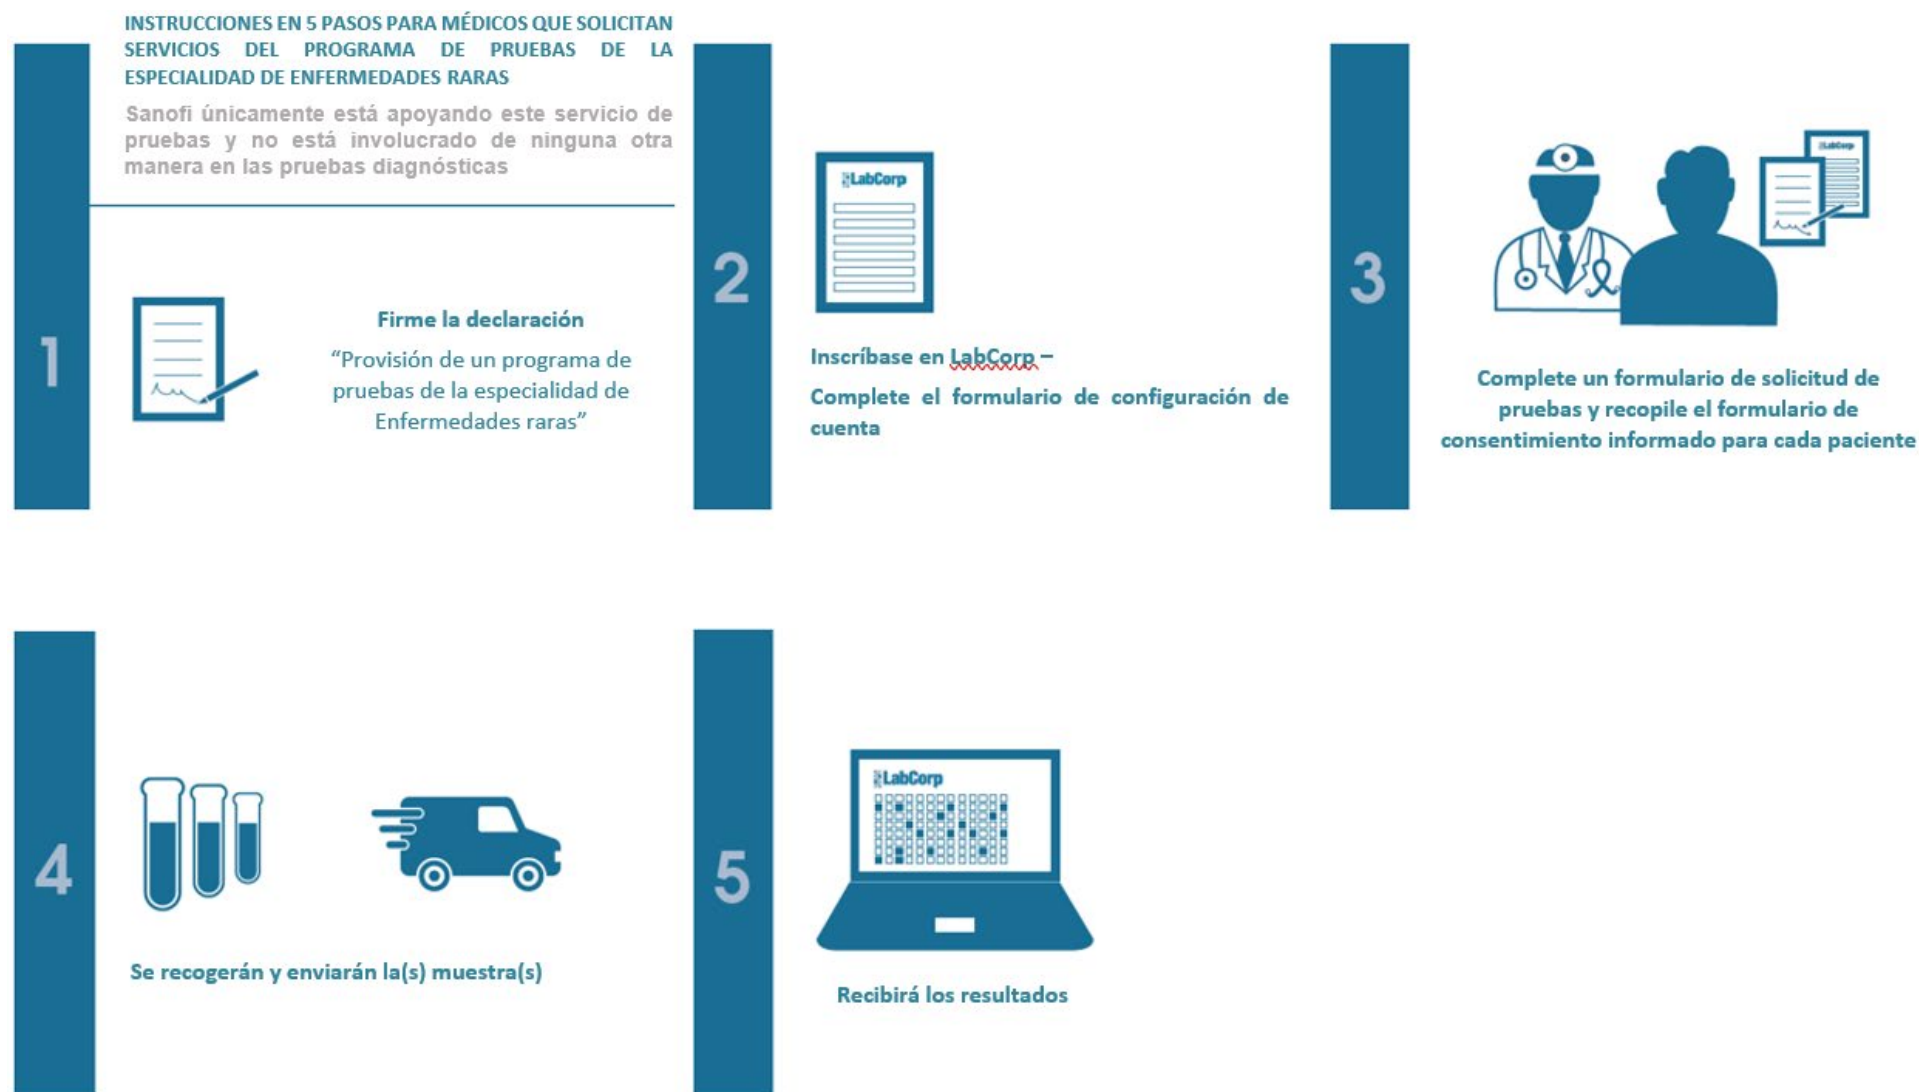 INSTRUCCIONES EN 5 PASOS PARA MÉDICOS QUE SOLICITAN
SERVICIOS DEL PROGRAMA DE PRUEBAS DE LA
ESPECIALIDAD DE ENFERMEDADES RARAS
Sanofi únicamente está apoyando este servicio de
pruebas y no está involucrado de ninguna otra
manera en las pruebas diagnósticas
1
Firme la declaración
“Provisión de un programa de
pruebas de la especialidad de
Enfermedades raras”
2
LabCorp
Inscríbase en LabCorp –
Complete el formulario de configuración de
cuenta
3
LabCorp
Complete un formulario de solicitud de
pruebas y recopile el formulario de
consentimiento informado para cada paciente
4
Se recogerán y enviarán la(s) muestra(s)
5
LabCorp
Recibirá los resultados